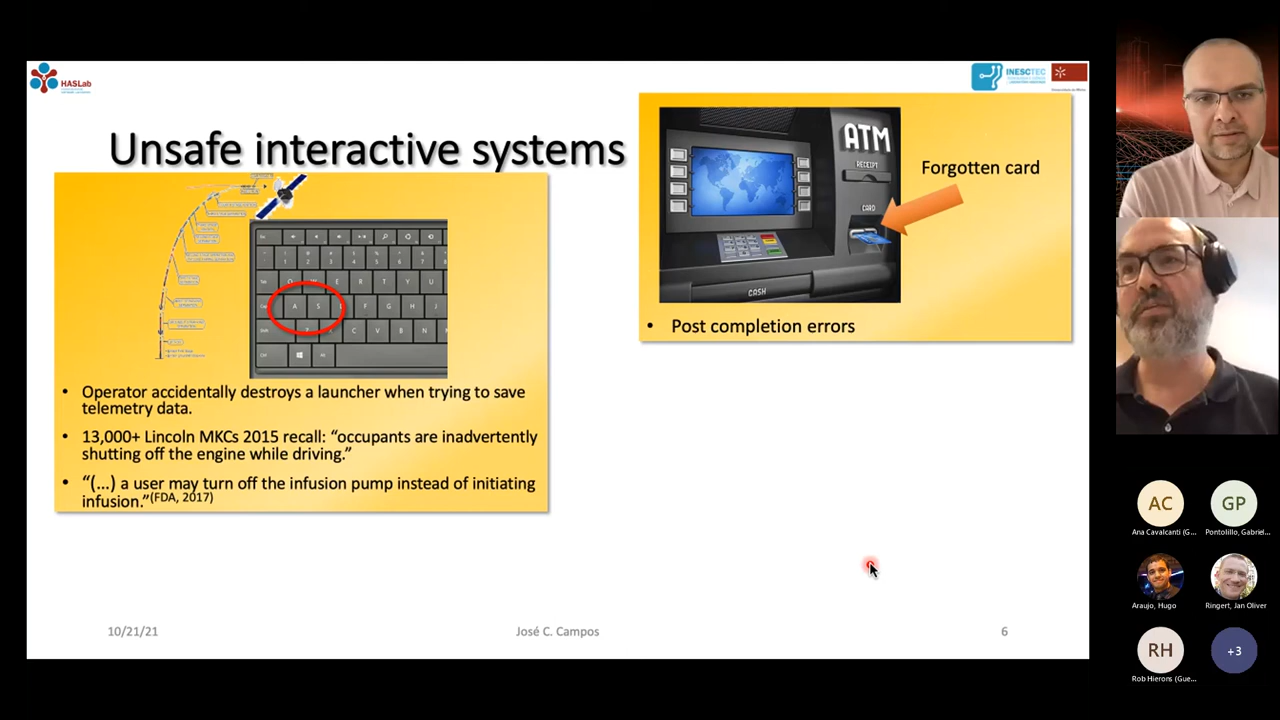 HASLab
INESCTEC
Unsafe interactive systems
ATM
RECEIPT
CARD
CASH
Forgotten card
• Post completion errors
• Operator accidentally destroys a launcher when trying to save
telemetry data.
• 13,000+ Lincoln MKCs 2015 recall: “occupants are inadvertently
shutting off the engine while driving.”
• “(...) a user may turn off the infusion pump instead of initiating
infusion.”(FDA, 2017)
10/21/21
José C. Campos
6
AC
GP
Ana Cavalcanti (G...
Pontolillo, Gabriel...
Araujo, Hugo
Ringert, Jan Oliver
RH
+3
Rob Hierons (Gue...